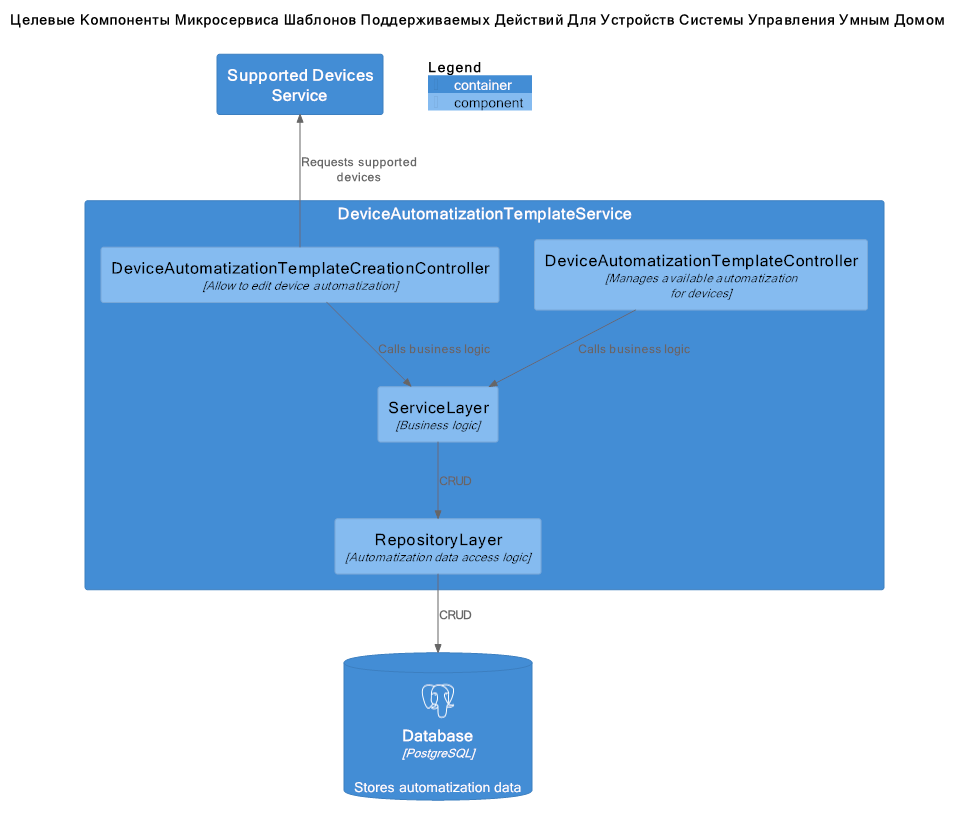 Целевые Компоненты Микросервиса Шаблонов Поддерживаемых Действий Для Устройств Системы Управления Умным Домом
Supported Devices
Service
Legend
container
component
Requests supported
devices
DeviceAutomatizationTemplateService
DeviceAutomatizationTemplateCreationController
[Allow to edit device automatization]
DeviceAutomatizationTemplateController
[Manages available automatization
for devices]
Calls business logic
Calls business logic
ServiceLayer
[Business logic]
CRUD
RepositoryLayer
[Automatization data access logic]
CRUD
Database
[PostgreSQL]
Stores automatization data